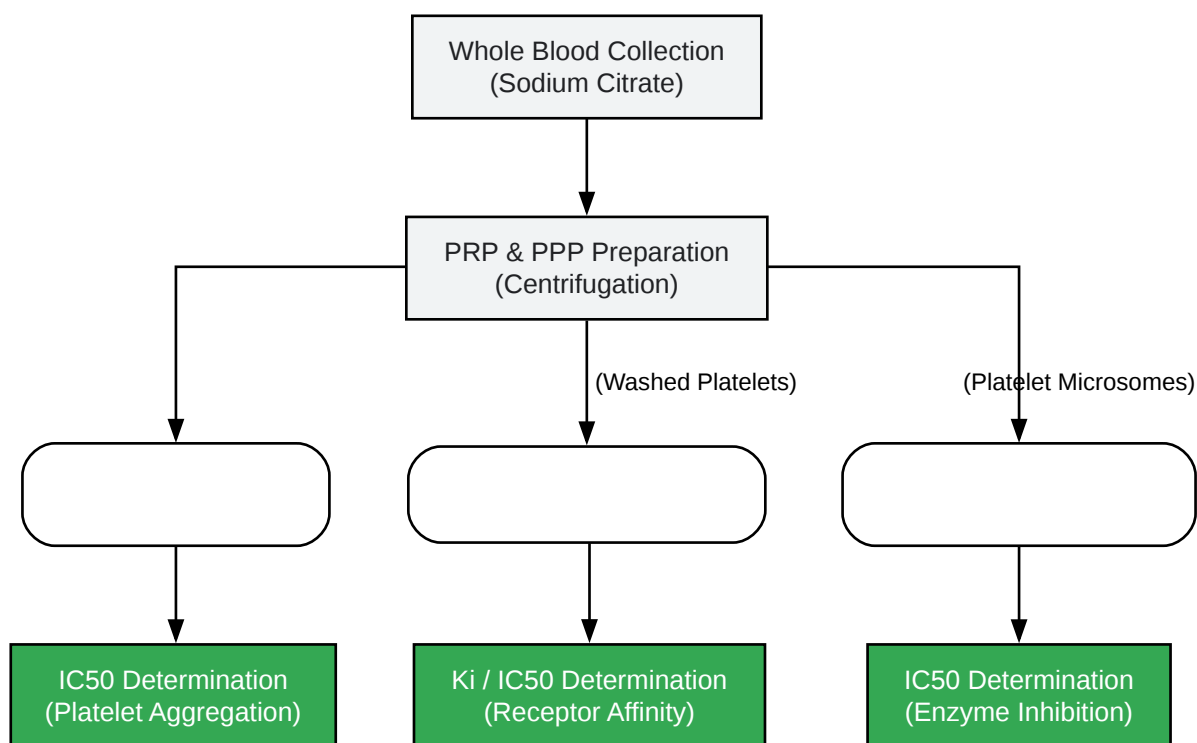 Whole Blood Collection
(Sodium Citrate)
PRP & PPP Preparation
(Centrifugation)
(Washed Platelets)
(Platelet Microsomes)
IC50 Determination
(Platelet Aggregation)
Ki / IC50 Determination
(Receptor Affinity)
IC50 Determination
(Enzyme Inhibition)